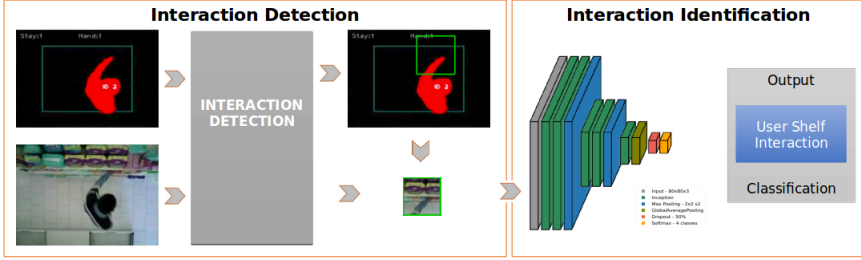 Interaction Detection
Interaction Identification
Stay:1 Hand:1
ID 2
INTERACTION
DETECTION
Stay:1 Hand:1
ID 2
Input - 80x80x3
Inception
Max Pooling - 2x2 x2
GlobalAveragePooling
Dropout - 50%
Softmax - 4 classes
Output
User Shelf
Interaction
Classification